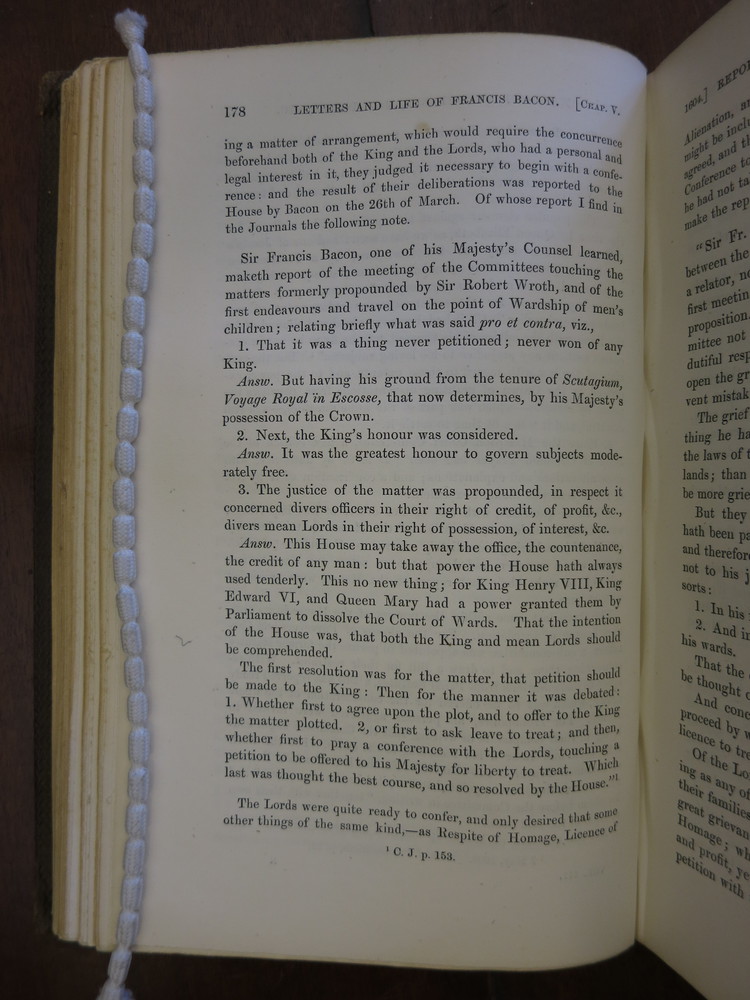 178 LETTERS AND LIFE OF FRANCIS BACON. [CHAP. V.
ing a matter of arrangement, which would require the concurrence
beforehand both of the King and the Lords, who had a personal and
legal interest in it, they judged it necessary to begin with a confe-
rence: and the result of their deliberations was reported to the
House by Bacon on the 26th of March. Of whose report I find in
the Journals the following note.
Sir Francis Bacon, one of his Majesty's Counsel learned,
maketh report of the meeting of the Committees touching the
matters formerly propounded by Sir Robert Wroth, and of the
first endeavours and travel on the point of Wardship of men's
children; relating briefly what was said pro et contra, viz.,
1. That it was a thing never petitioned; never won of any
King.
Answ. But having his ground from the tenure of Scutagium,
Voyage Royal in Escosse, that now determines, by his Majesty's
possession of the Crown.
2. Next, the King's honour was considered.
Answ. It was the greatest honour to govern subjects mode-
rately free.
3. The justice of the matter was propounded, in respect it
concerned divers officers in their right of credit, of profit, &c.,
divers mean Lords in their right of possession, of interest, &c.
Answ. This House may take away the office, the countenance,
the credit of any man: but that power the House hath always
used tenderly. This no new thing; for King Henry VIII, King
Edward VI, and Queen Mary had a power granted them by
Parliament to dissolve the Court of Wards. That the intention
of the House was, that both the King and mean Lords should
be comprehended.
The first resolution was for the matter, that petition should
be made to the King: Then for the manner it was debated:
1. Whether first to agree upon the plot, and to offer to the King
the matter plotted. 2, or first to ask leave to treat; and then,
whether first to pray a conference with the Lords, touching a
petition to be offered to his Majesty for liberty to treat. Which
last was thought the best course, and so resolved by the House."¹
The Lords were quite ready to confer, and only desired that some
other things of the same kind,—as Respite of Homage, Licence of
¹ C. J. p. 153.
1604.]
Alienation,
might be
agreed, and
Conference to
he had not
make the
"Sir Fr.
between the
a relator,
first
proposition.
mittee not
dutiful
open the
vent
The grief
thing he
the laws of
lands; than
be more
But they
hath been
and
not to his
sorts:
1. In his
2. And
his wards.
That the
be thought
And
proceed by
licence to
Of the
ing as any of
their families
great
Homage;
and profit,
petition with